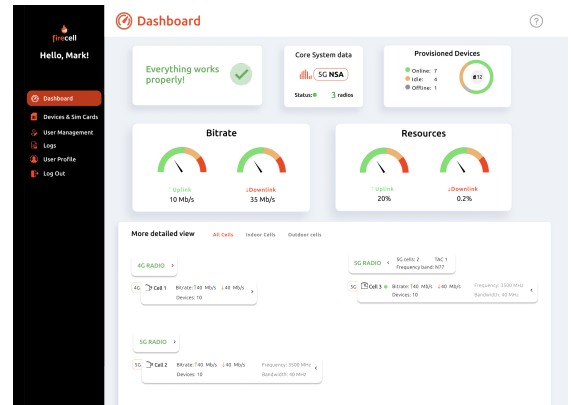 firecell
Hello, Mark!
Dashboard
Devices & Sim Cards
User Management
Logs
User Profile
Log Out
Dashboard
?
Everything works
properly!
Core System data
5G NSA
Status:
3 radios
Provisioned Devices
Online: 7
Idle: 4
Offline: 1
#12
Bitrate
↑Uplink
10 Mb/s
↓Downlink
35 Mb/s
Resources
↑Uplink
20%
↓Downlink
0.2%
More detailed view
All Cells
Indoor Cells
Outdoor cells
4G RADIO
4G
Cell 1
Bitrate:↑40 Mb/s ↓40 Mb/s
Devices: 10
5G RADIO
5G cells: 2 TAC 1
Frequency band: N77
5G
Cell 3
Bitrate:↑40 Mb/s ↓40 Mb/s
Devices: 10
Frequency: 3500 MHz
Bandwidth: 40 MHz
5G RADIO
5G
Cell 2
Bitrate:↑40 Mb/s ↓40 Mb/s
Devices: 10
Frequency: 3500 MHz
Bandwidth: 40 MHz